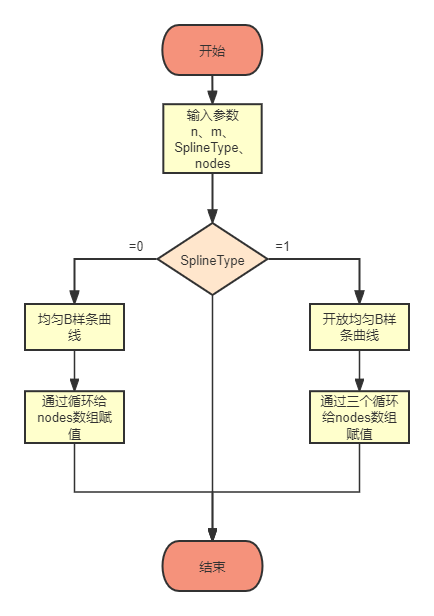 开始
输入参数
n、m、
SplineType、
nodes
=0
=1
SplineType
均匀B样条曲
线
开放均匀B样
条曲线
通过循环给
nodes数组赋
值
通过三个循环
给nodes数组
赋值
结束